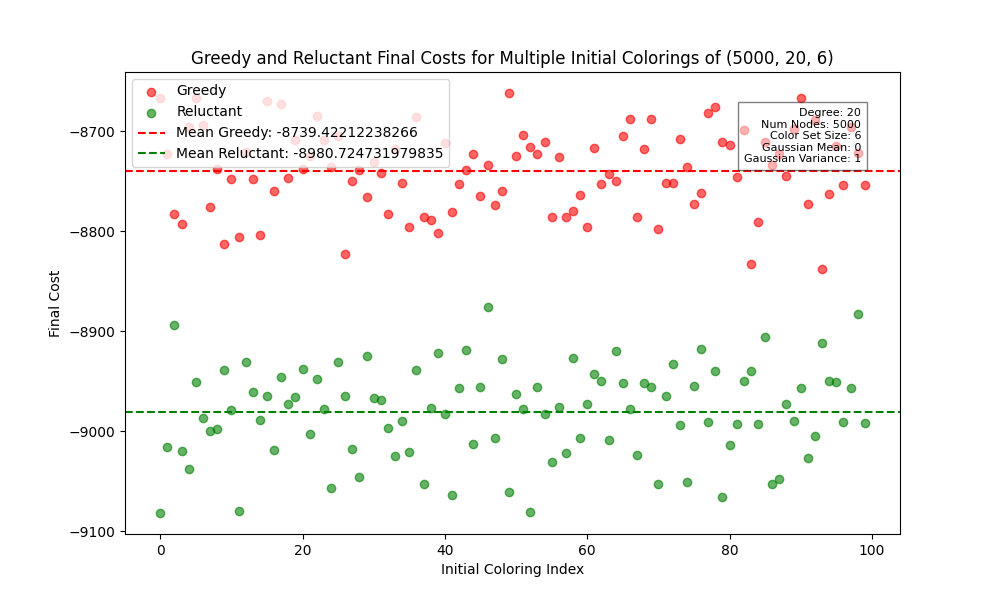 Greedy and Reluctant Final Costs for Multiple Initial Colorings of (5000, 20, 6)
Greedy
Reluctant
Mean Greedy: -8739.42212238266
Mean Reluctant: -8980.724731979835
Degree: 20
Num Nodes: 5000
Color Set Size: 6
Gaussian Mean: 0
Gaussian Variance: 1
Final Cost
−8700
−8800
−8900
−9000
−9100
0
20
40
60
80
100
Initial Coloring Index